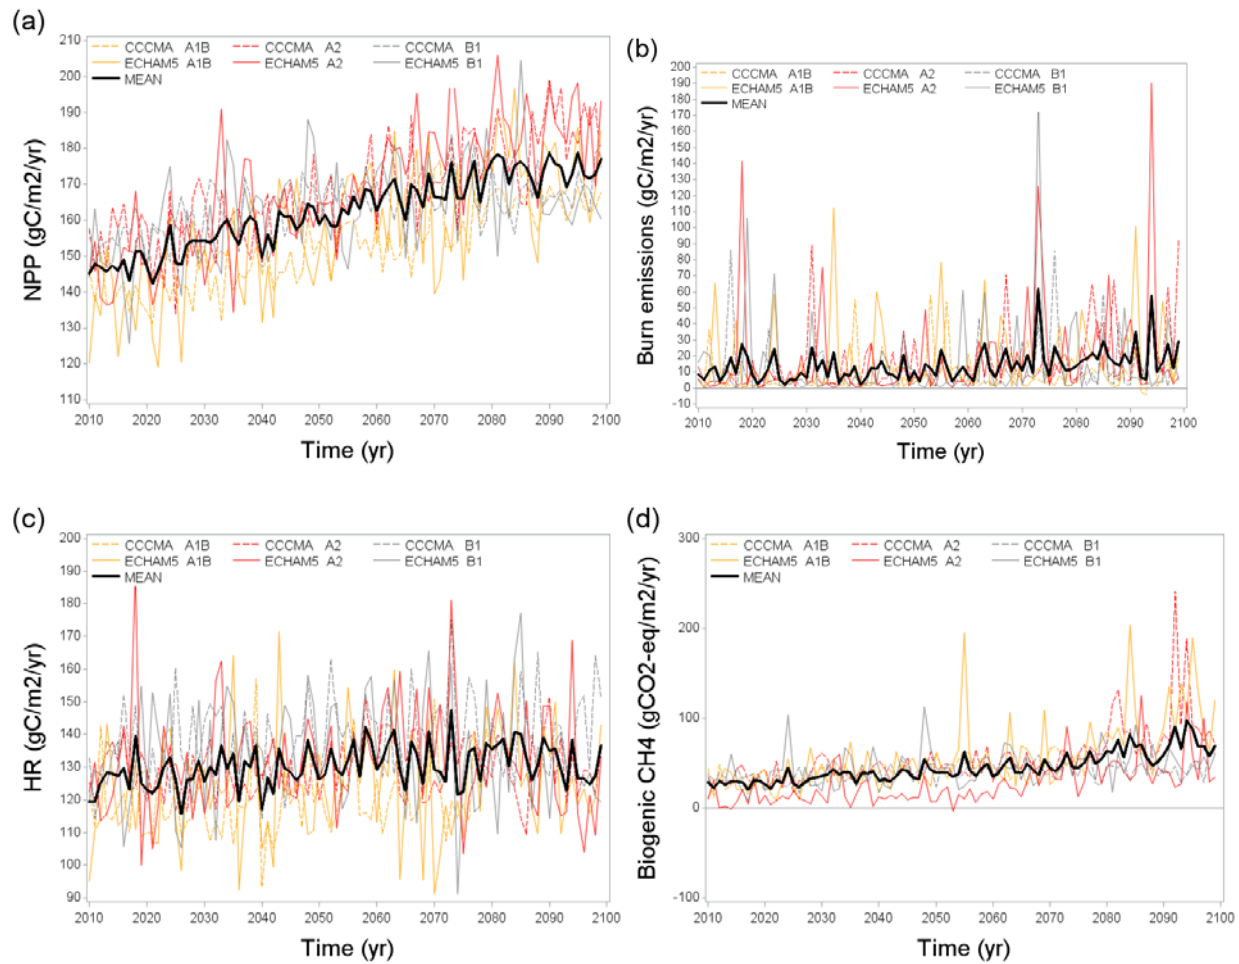 (a)
210
200
190
180
170
160
150
140
130
120
110
NPP (gC/m2/yr)
CCCMA A1B CCCMA A2 CCCMA B1
ECHAM5 A1B ECHAM5 A2 ECHAM5 B1
MEAN
2010 2020 2030 2040 2050 2060 2070 2080 2090 2100
Time (yr)
(b)
200
190
180
170
160
150
140
130
120
110
100
90
80
70
60
50
40
30
20
10
0
-10
Burn emissions (gC/m2/yr)
CCCMA A1B CCCMA A2 CCCMA B1
ECHAM5 A1B ECHAM5 A2 ECHAM5 B1
MEAN
2010 2020 2030 2040 2050 2060 2070 2080 2090 2100
Time (yr)
(c)
200
190
180
170
160
150
140
130
120
110
100
90
HR (gC/m2/yr)
CCCMA A1B CCCMA A2 CCCMA B1
ECHAM5 A1B ECHAM5 A2 ECHAM5 B1
MEAN
2010 2020 2030 2040 2050 2060 2070 2080 2090 2100
Time (yr)
(d)
300
200
100
0
-100
Biogenic CH4 (gCO2-eq/m2/yr)
CCCMA A1B CCCMA A2 CCCMA B1
ECHAM5 A1B ECHAM5 A2 ECHAM5 B1
MEAN
2010 2020 2030 2040 2050 2060 2070 2080 2090 2100
Time (yr)